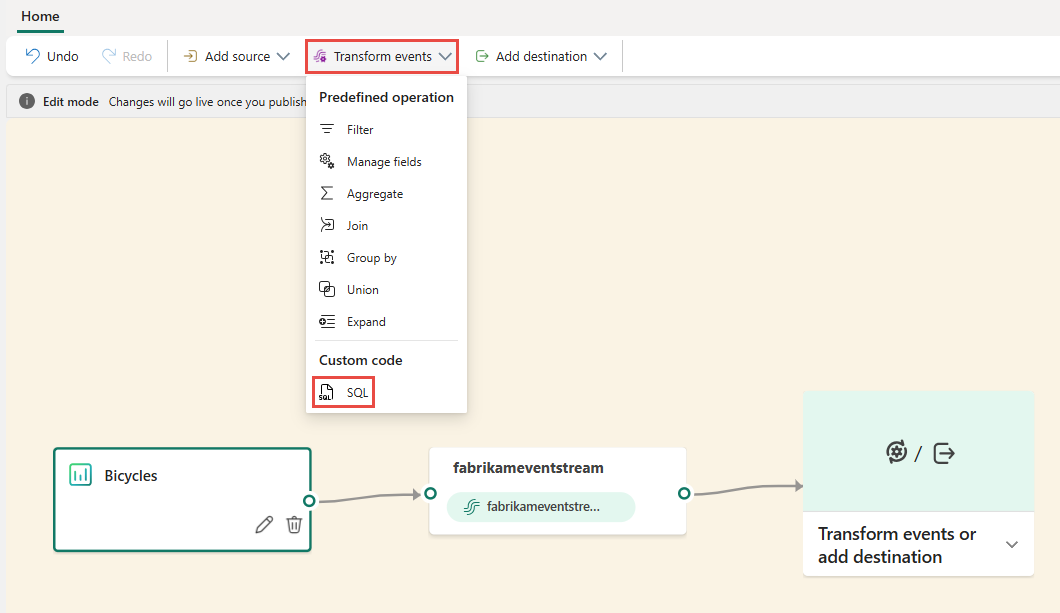 Home
Undo
Redo
Add source
Transform events
Add destination
Edit mode Changes will go live once you publish
Predefined operation
Filter
Manage fields
Aggregate
Join
Group by
Union
Expand
Custom code
SQL
SQL
Bicycles
fabrikameventstream
fabrikameventstre...
/
Transform events or
add destination